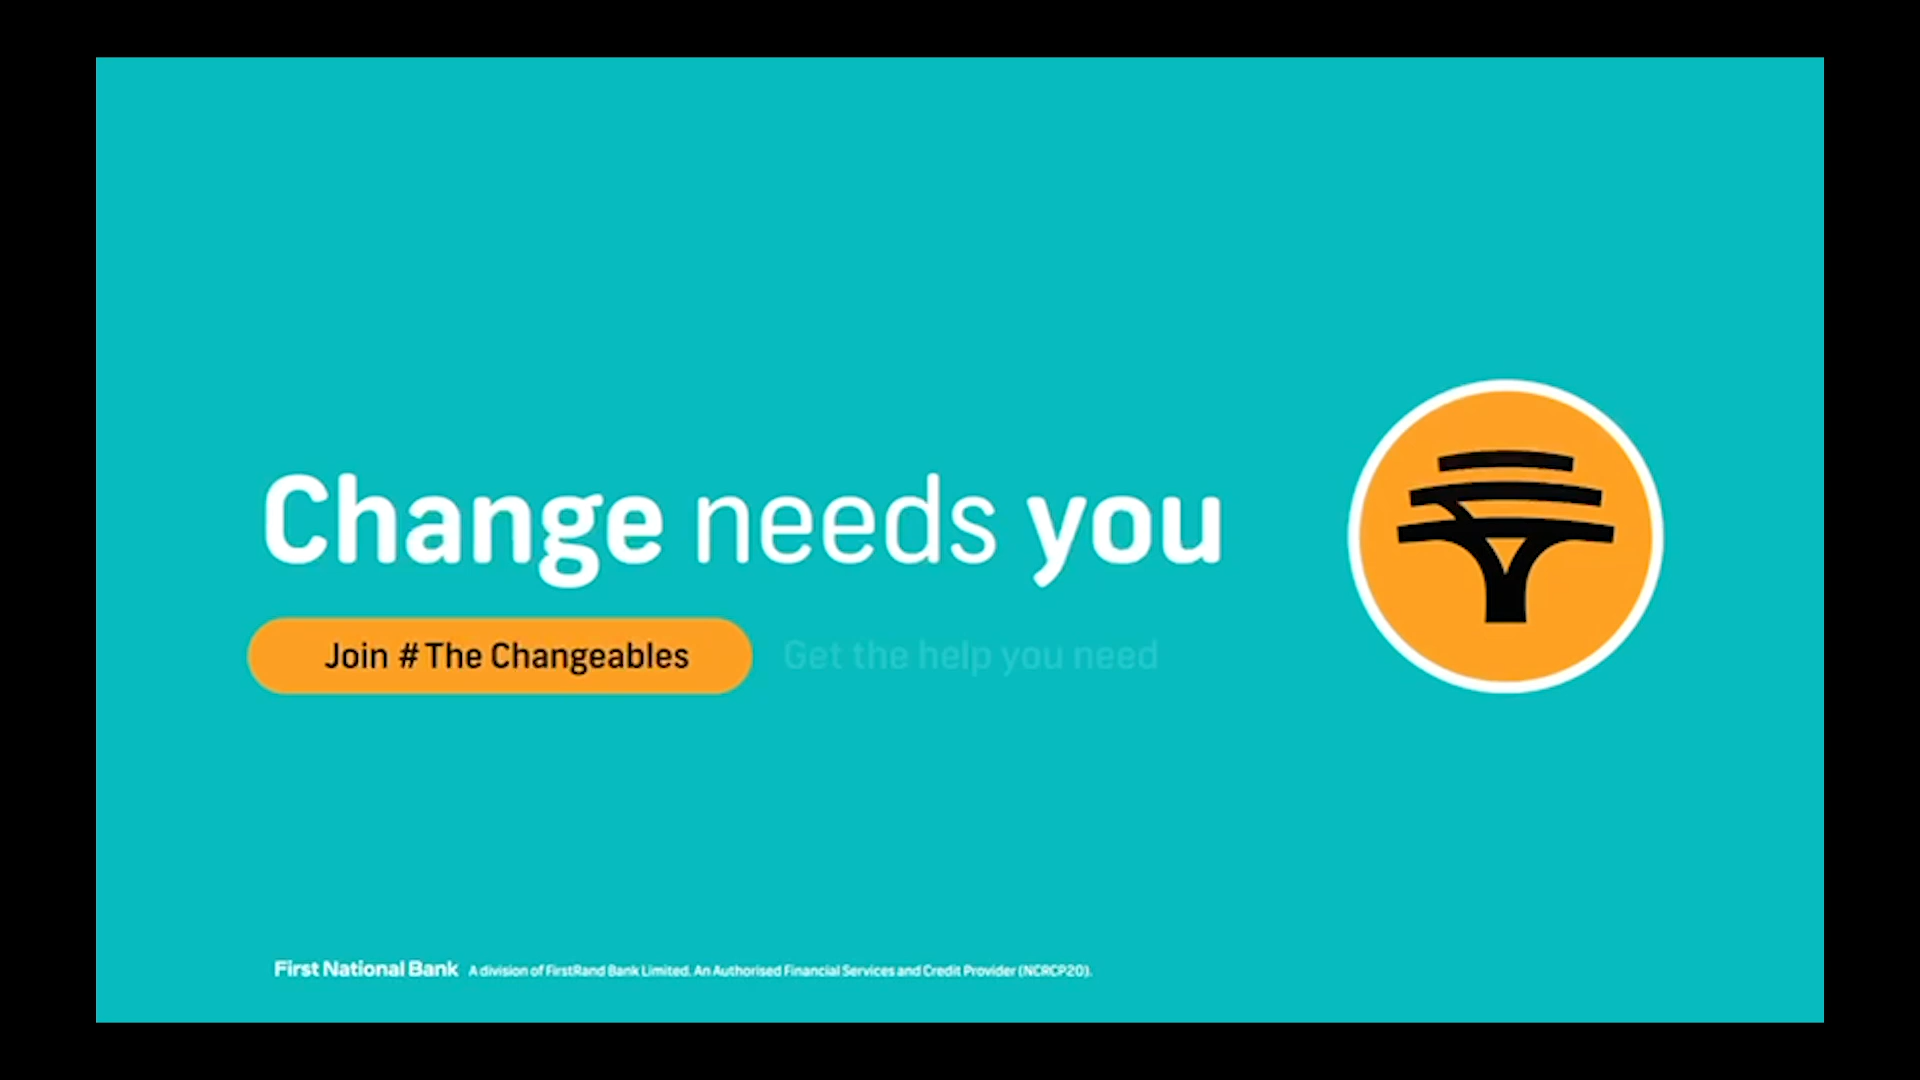 Change needs you
Join #The Changeables Get the help you need
First National Bank A division of FirstRand Bank Limited. An Authorised Financial Services and Credit Provider (NCRCP20).